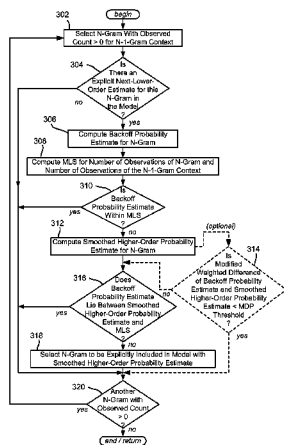 begin
302
Select N-Gram With Observed
Count > 0 for N-1-Gram Context
304
Is
There an
Explicit Next-Lower-
Order Estimate for this
N-Gram in
the Model
?
no
yes
306
Compute Backoff Probability
Estimate for N-Gram
308
Compute MLS for Number of Observations of N-Gram and
Number of Observations of the N-1-Gram Context
310
Is
Backoff
Probability Estimate
Within MLS
?
yes
no
312
Compute Smoothed Higher-Order Probability
Estimate for N-Gram
(optional)
314
Is
Modified
Weighted Difference
of Backoff Probability
Estimate and Smoothed
Higher-Order Probability
Estimate < MDP
Threshold
?
no
yes
316
Does
Backoff
Probability Estimate
Lie Between Smoothed
Higher-Order Probability
Estimate and
MLS
?
yes
no
318
Select N-Gram to be Explicitly Included in Model with
Smoothed Higher-Order Probability Estimate
320
Another
N-Gram with
Observed Count
> 0
?
yes
no
end / return